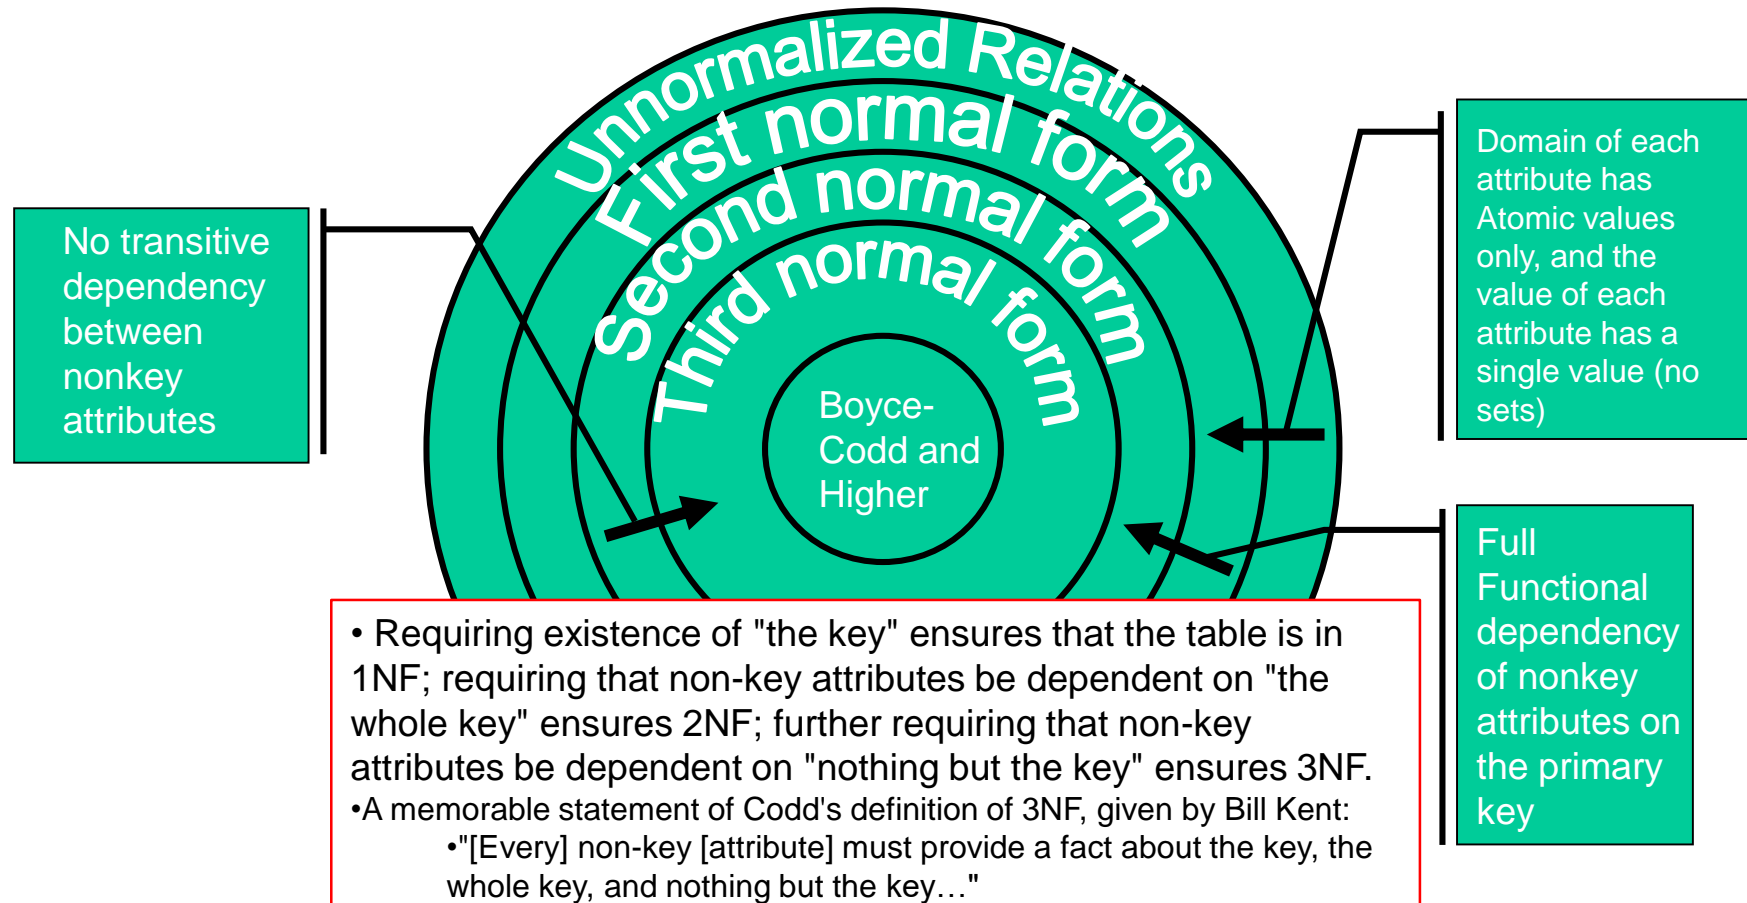 Unnormalized Relations
First normal form
Second normal form
Third normal form
Boyce-
Codd and
Higher
No transitive
dependency
between
nonkey
attributes
Domain of each
attribute has
Atomic values
only, and the
value of each
attribute has a
single value (no
sets)
Full
Functional
dependency
of nonkey
attributes on
the primary
key
• Requiring existence of "the key" ensures that the table is in
1NF; requiring that non-key attributes be dependent on "the
whole key" ensures 2NF; further requiring that non-key
attributes be dependent on "nothing but the key" ensures 3NF.
•A memorable statement of Codd's definition of 3NF, given by Bill Kent:
•"[Every] non-key [attribute] must provide a fact about the key, the
whole key, and nothing but the key…"